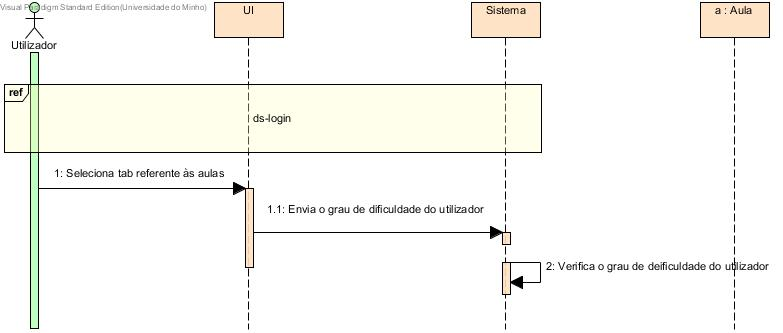 Visual Paradigm Standard Edition(Universidade do Minho)
UI
Sistema
a : Aula
Utilizador
ref
ds-login
1: Seleciona tab referente às aulas
1.1: Envia o grau de dificuldade do utilizador
2: Verifica o grau de deificuldade do utilizador